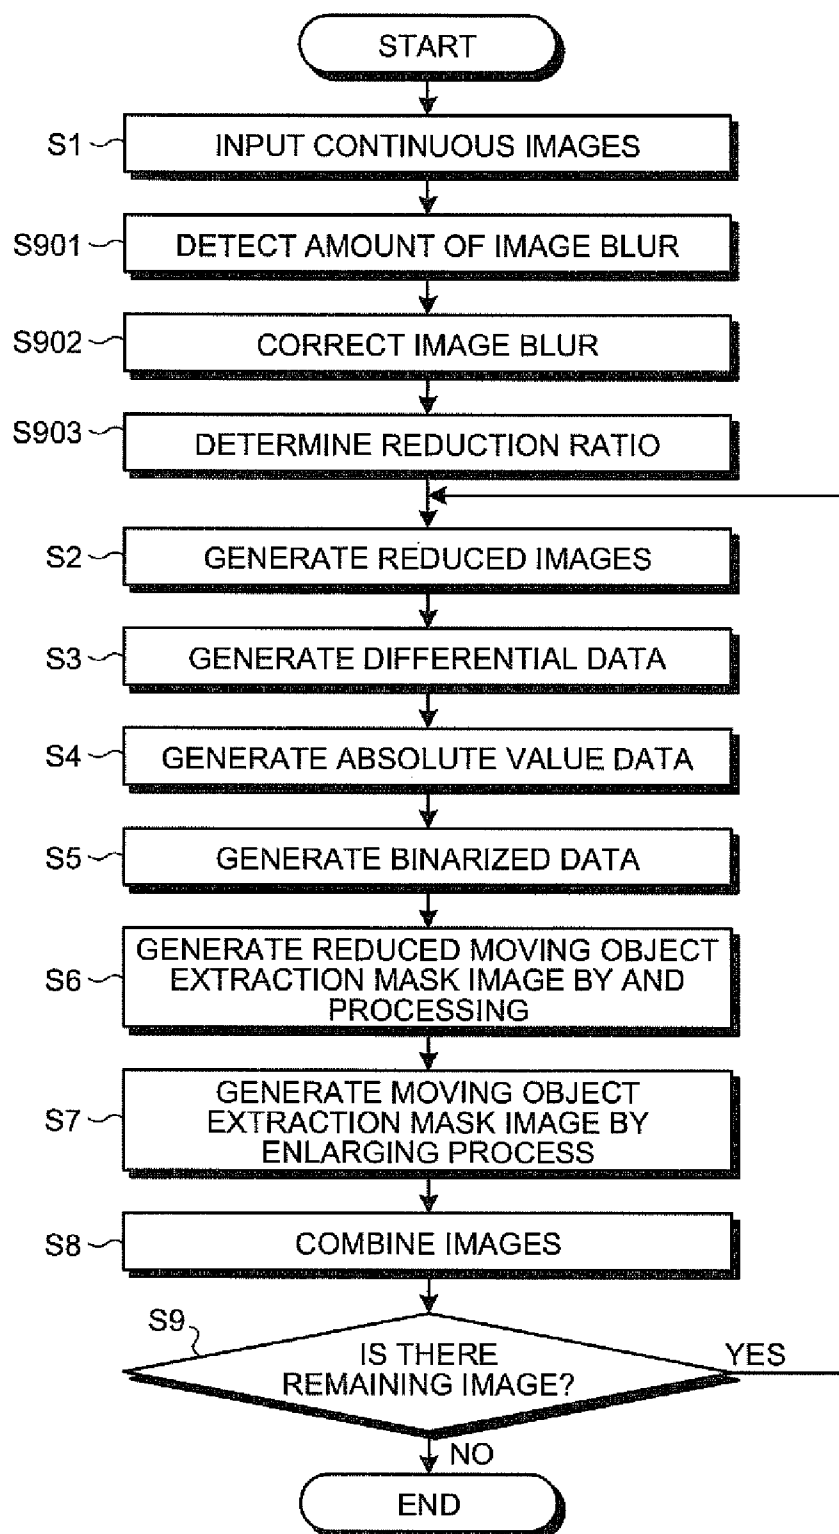 START
S1
INPUT CONTINUOUS IMAGES
S901
DETECT AMOUNT OF IMAGE BLUR
S902
CORRECT IMAGE BLUR
S903
DETERMINE REDUCTION RATIO
S2
GENERATE REDUCED IMAGES
S3
GENERATE DIFFERENTIAL DATA
S4
GENERATE ABSOLUTE VALUE DATA
S5
GENERATE BINARIZED DATA
S6
GENERATE REDUCED MOVING OBJECT
EXTRACTION MASK IMAGE BY AND
PROCESSING
S7
GENERATE MOVING OBJECT
EXTRACTION MASK IMAGE BY
ENLARGING PROCESS
S8
COMBINE IMAGES
S9
IS THERE
REMAINING IMAGE?
YES
NO
END